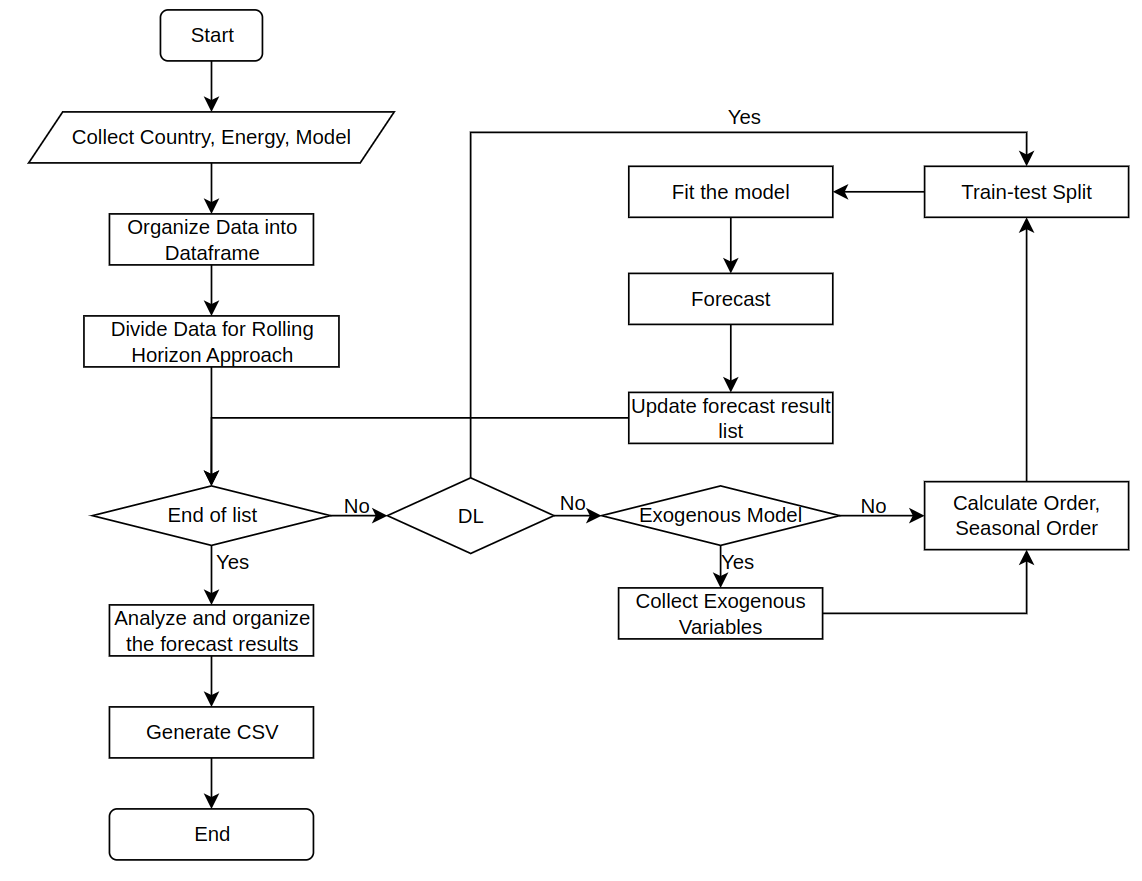 Start
Collect Country, Energy, Model
Organize Data into
Dataframe
Divide Data for Rolling
Horizon Approach
End of list
No
Yes
DL
No
Yes
Exogenous Model
No
Yes
Collect Exogenous
Variables
Calculate Order,
Seasonal Order
Train-test Split
Fit the model
Forecast
Update forecast result
list
Analyze and organize
the forecast results
Generate CSV
End